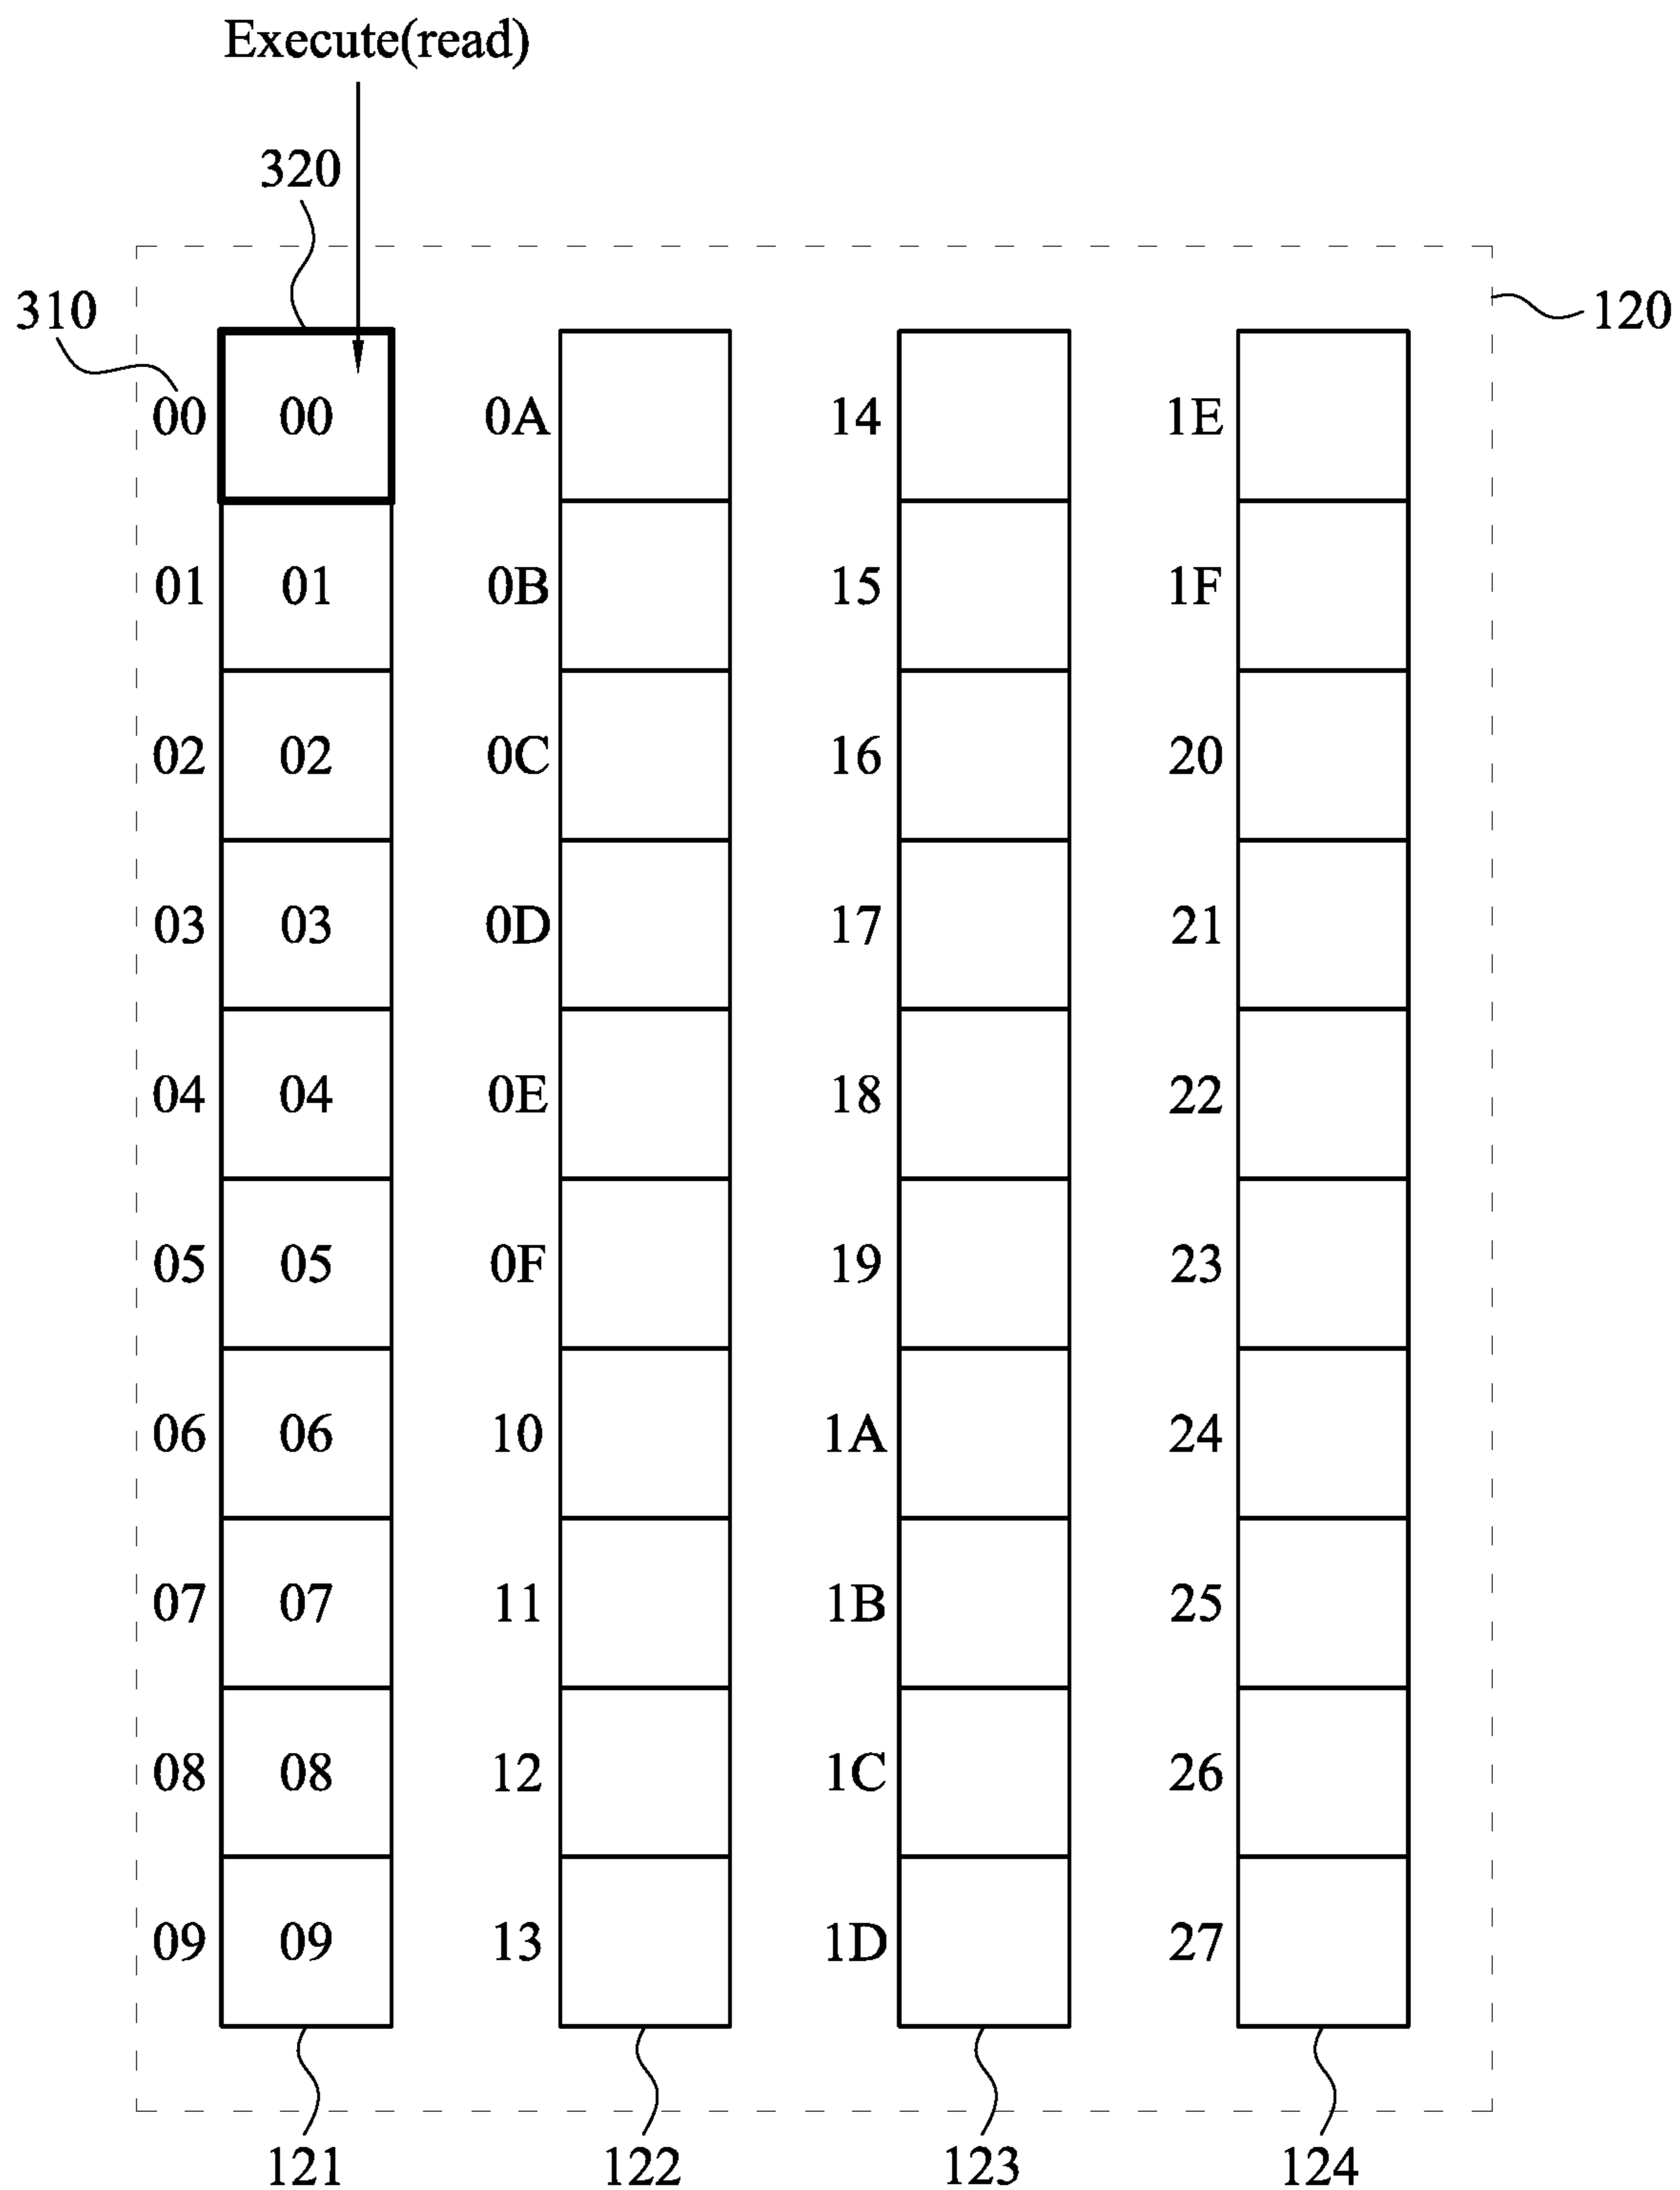 Execute(read)
320
310
120
00 00 0A 14 1E
01 01 0B 15 1F
02 02 0C 16 20
03 03 0D 17 21
04 04 0E 18 22
05 05 0F 19 23
06 06 10 1A 24
07 07 11 1B 25
08 08 12 1C 26
09 09 13 1D 27
121 122 123 124